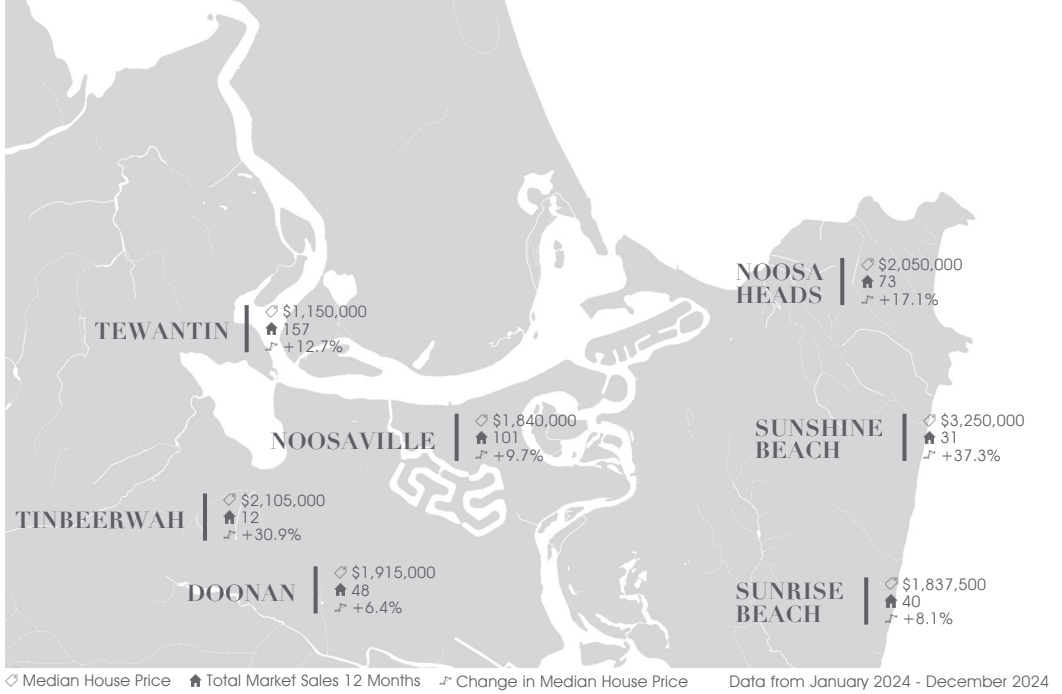 NOOSA
HEADS
$2,050,000
73
+17.1%
TEWANTIN
$1,150,000
157
+12.7%
NOOSAVILLE
$1,840,000
101
+9.7%
SUNSHINE
BEACH
$3,250,000
31
+37.3%
TINBEERWAH
$2,105,000
12
+30.9%
DOONAN
$1,915,000
48
+6.4%
SUNRISE
BEACH
$1,837,500
40
+8.1%
Median House Price Total Market Sales 12 Months Change in Median House Price Data from January 2024 - December 2024